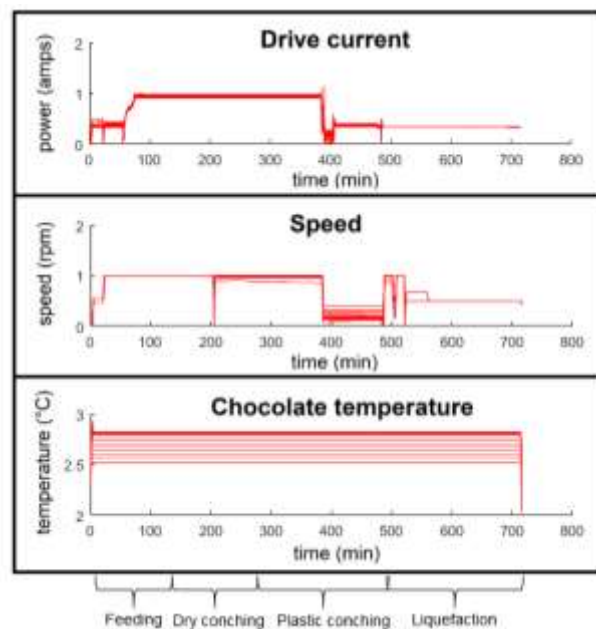 Drive current
power (amps)
2
1
0
0 100 200 300 400 500 600 700 800
time (min)
Speed
speed (rpm)
2
1
0
0 100 200 300 400 500 600 700 800
time (min)
Chocolate temperature
temperature (°C)
3
2.5
2
0 100 200 300 400 500 600 700 800
time (min)
Feeding Dry conching Plastic conching Liquefaction